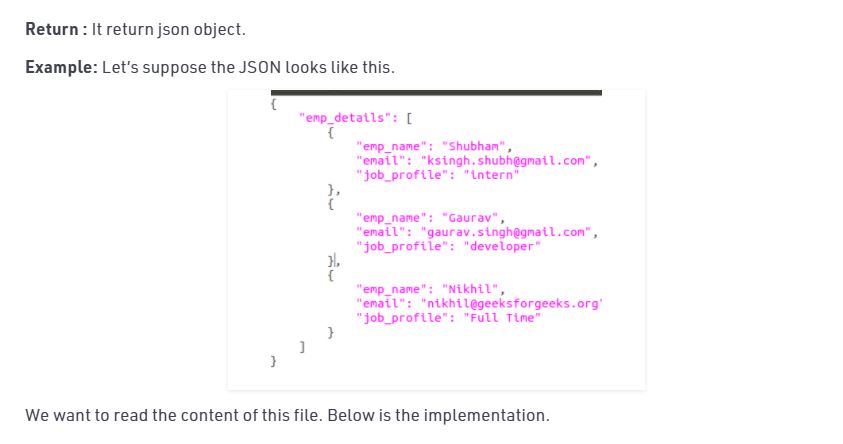 Return : It return json object.
Example: Let's suppose the JSON looks like this.
{
"emp_details": [
{
"emp_name": "Shubham",
"email": "ksingh.shubh@gmail.com",
"job_profile": "intern"
},
{
"emp_name": "Gaurav",
"email": "gaurav.singh@gmail.com",
"job_profile": "developer"
},
{
"emp_name": "Nikhil",
"email": "nikhil@geeksforgeeks.org"
"job_profile": "Full Time"
}
]
}
We want to read the content of this file. Below is the implementation.